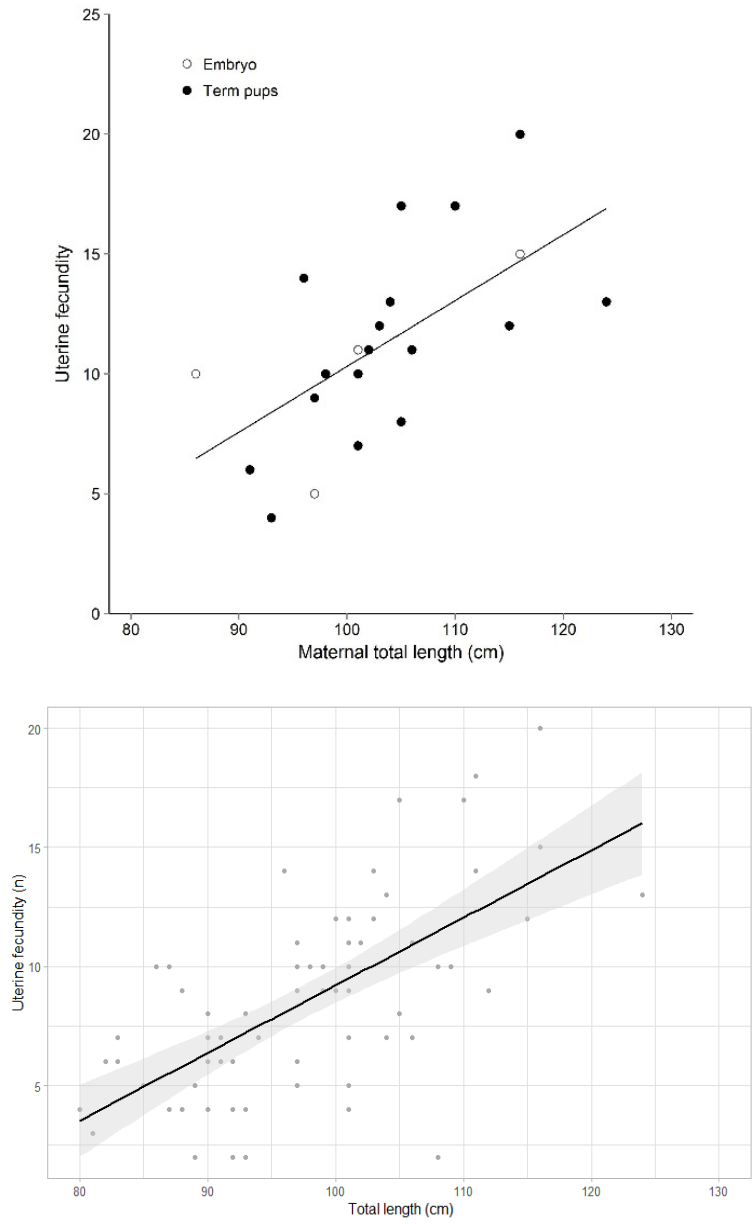 25
Embryo
Term pups
20
15
10
5
0
Uterine fecundity
80 90 100 110 120 130
Maternal total length (cm)
20
15
10
5
Uterine fecundity (n)
80 90 100 110 120 130
Total length (cm)